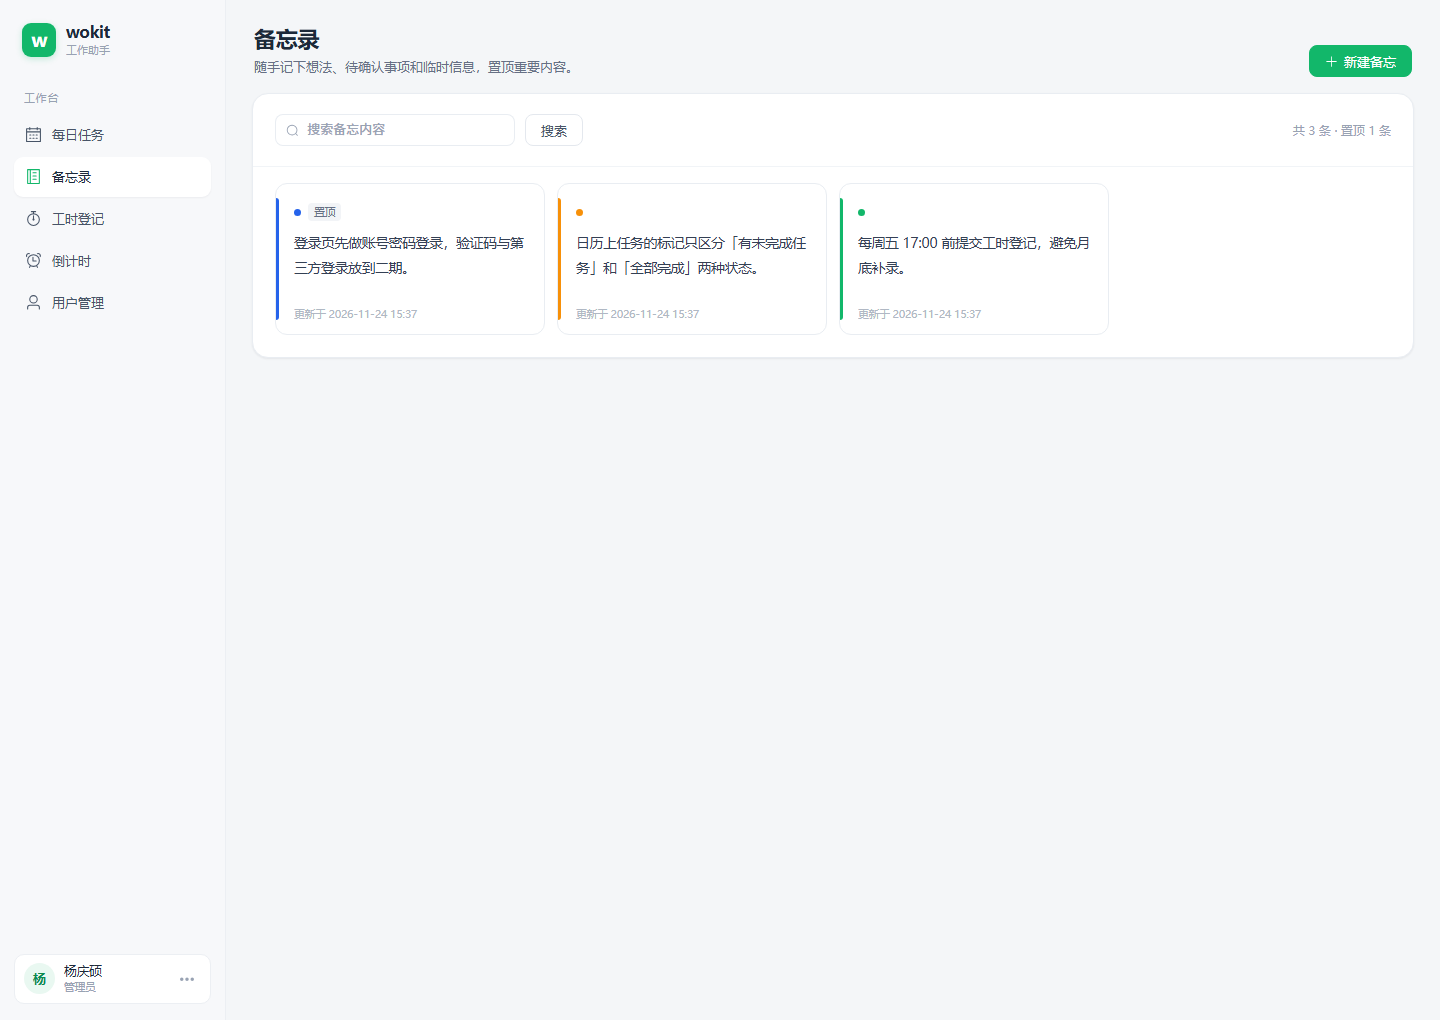 w
wokit
工作助手
工作台
每日任务
备忘录
工时登记
倒计时
用户管理
杨
杨庆硕
管理员
备忘录
随手记下想法、待确认事项和临时信息，置顶重要内容。
新建备忘
搜索备忘内容
搜索
共 3 条 · 置顶 1 条
置顶
登录页先做账号密码登录，验证码与第
三方登录放到二期。
更新于 2026-11-24 15:37
日历上任务的标记只区分「有未完成任
务」和「全部完成」两种状态。
更新于 2026-11-24 15:37
每周五 17:00 前提交工时登记，避免月
底补录。
更新于 2026-11-24 15:37